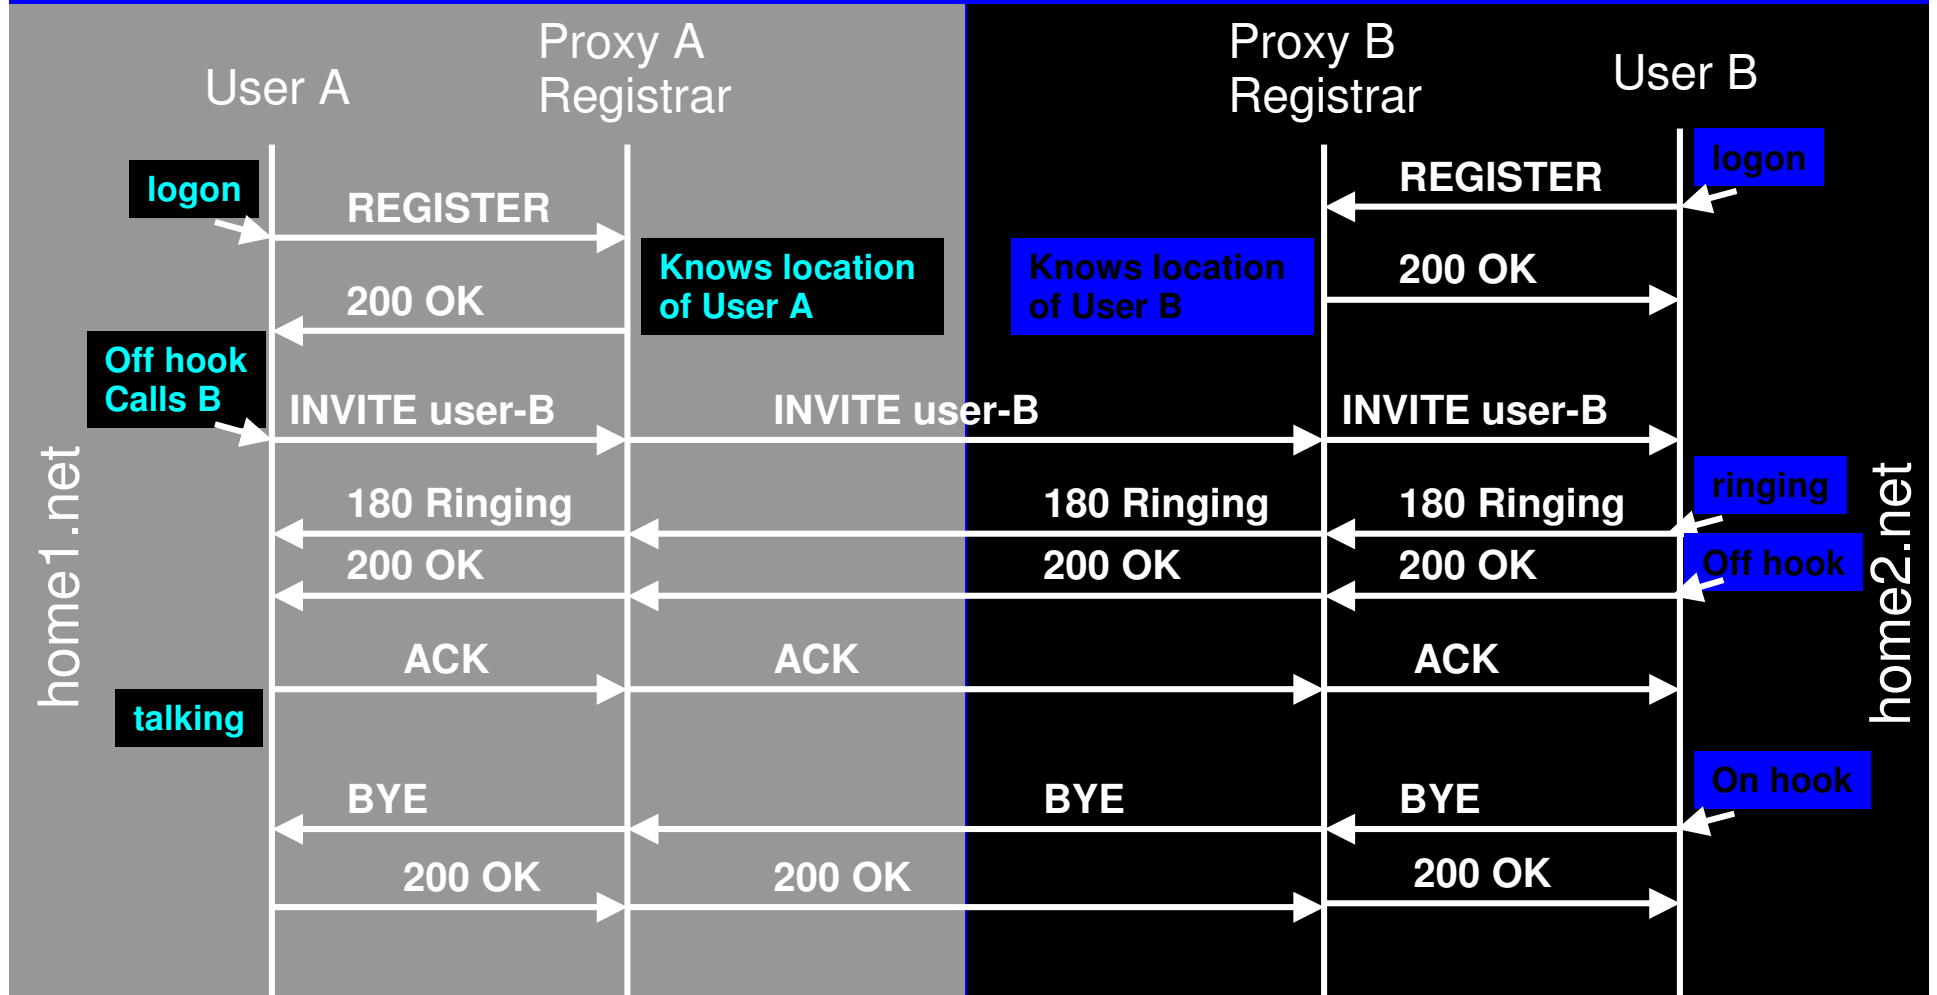 User A
Proxy A
Registrar
Proxy B
Registrar
User B
logon
REGISTER
REGISTER
logon
200 OK
Knows location
of User A
Knows location
of User B
200 OK
Off hook
Calls B
INVITE user-B
INVITE user-B
INVITE user-B
180 Ringing
180 Ringing
180 Ringing
ringing
200 OK
200 OK
200 OK
Off hook
home1.net
home2.net
ACK
ACK
ACK
talking
BYE
BYE
BYE
On hook
200 OK
200 OK
200 OK